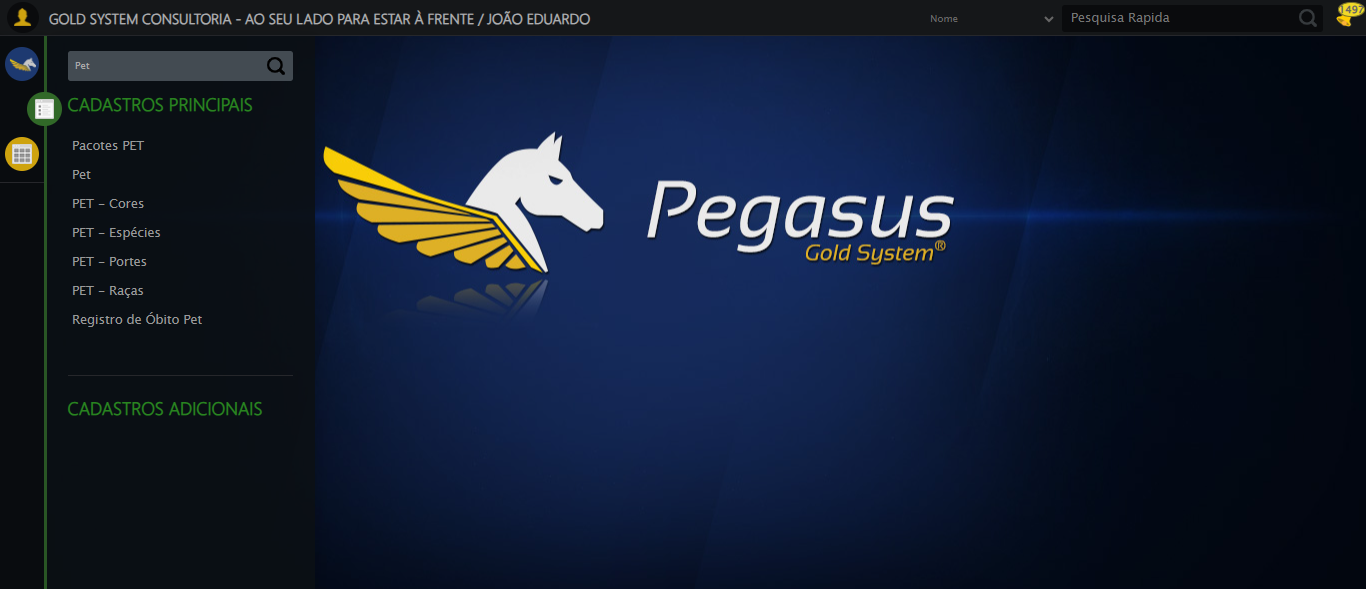 GOLD SYSTEM CONSULTORIA - AO SEU LADO PARA ESTAR À FRENTE / JOÃO EDUARDO
Nome
Pesquisa Rapida
1497
Pet
CADASTROS PRINCIPAIS
Pacotes PET
Pet
PET - Cores
PET - Espécies
PET - Portes
PET - Raças
Registro de Óbito Pet
CADASTROS ADICIONAIS
Pegasus
Gold System®